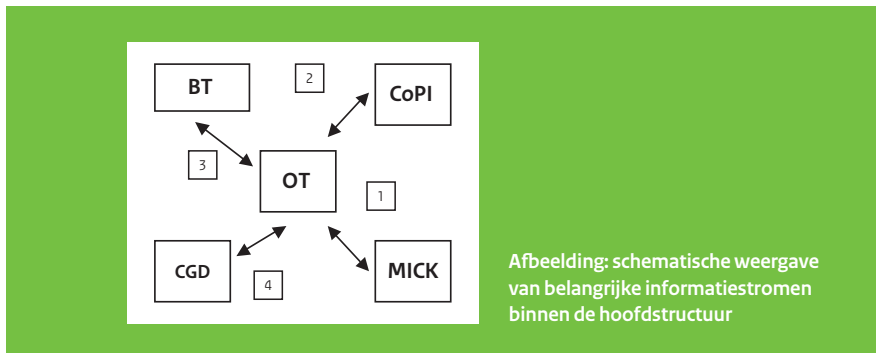 BT
2
CoPI
3
OT
1
CGD
4
MICK
Afbeelding: schematische weergave
van belangrijke informatiestromen
binnen de hoofdstructuur